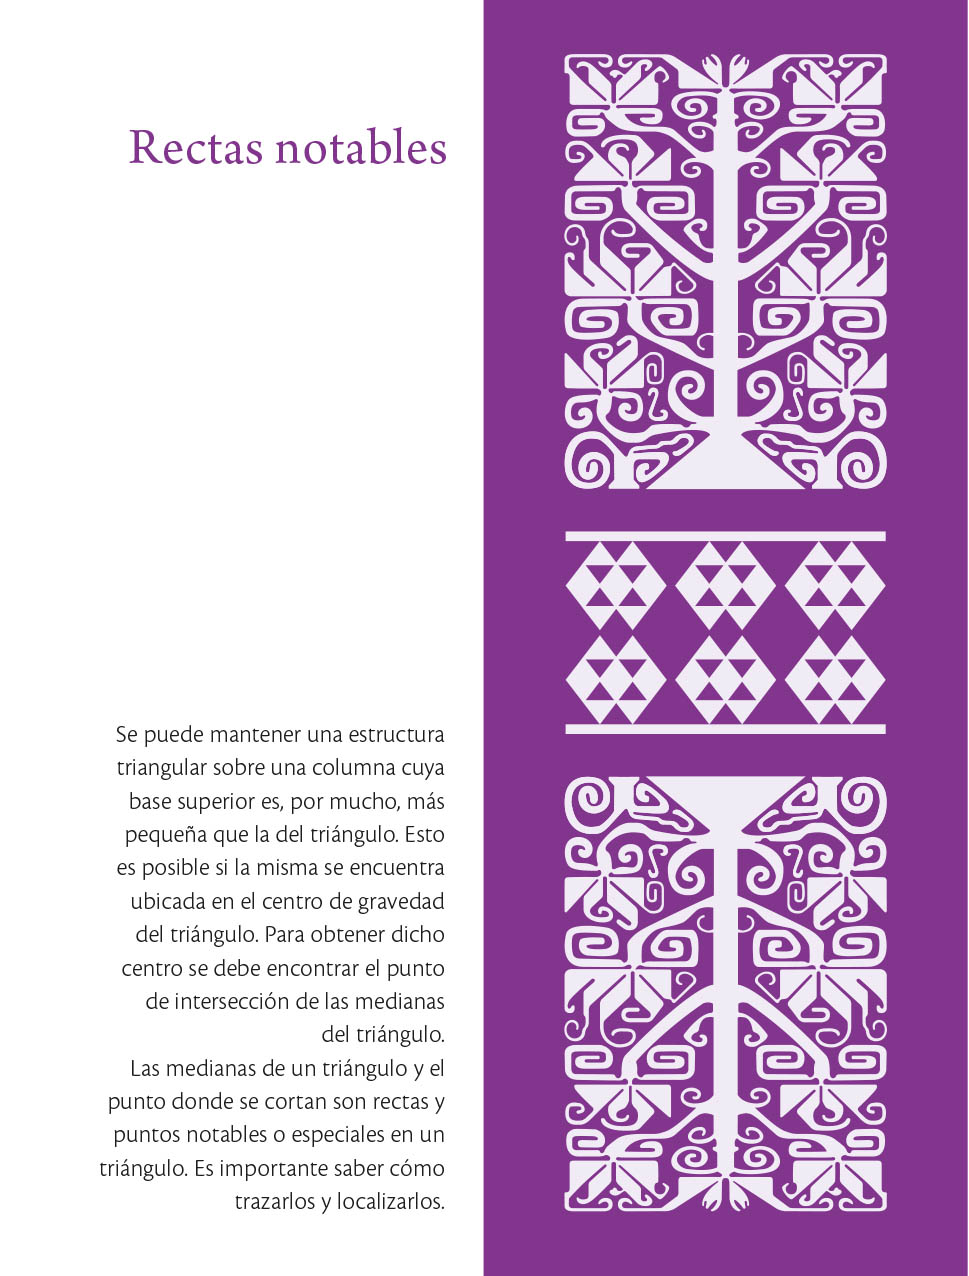 Rectas notables
Se puede mantener una estructura
triangular sobre una columna cuya
base superior es, por mucho, más
pequeña que la del triángulo. Esto
es posible si la misma se encuentra
ubicada en el centro de gravedad
del triángulo. Para obtener dicho
centro se debe encontrar el punto
de intersección de las medianas
del triángulo.
Las medianas de un triángulo y el
punto donde se cortan son rectas y
puntos notables o especiales en un
triángulo. Es importante saber cómo
trazarlos y localizarlos.